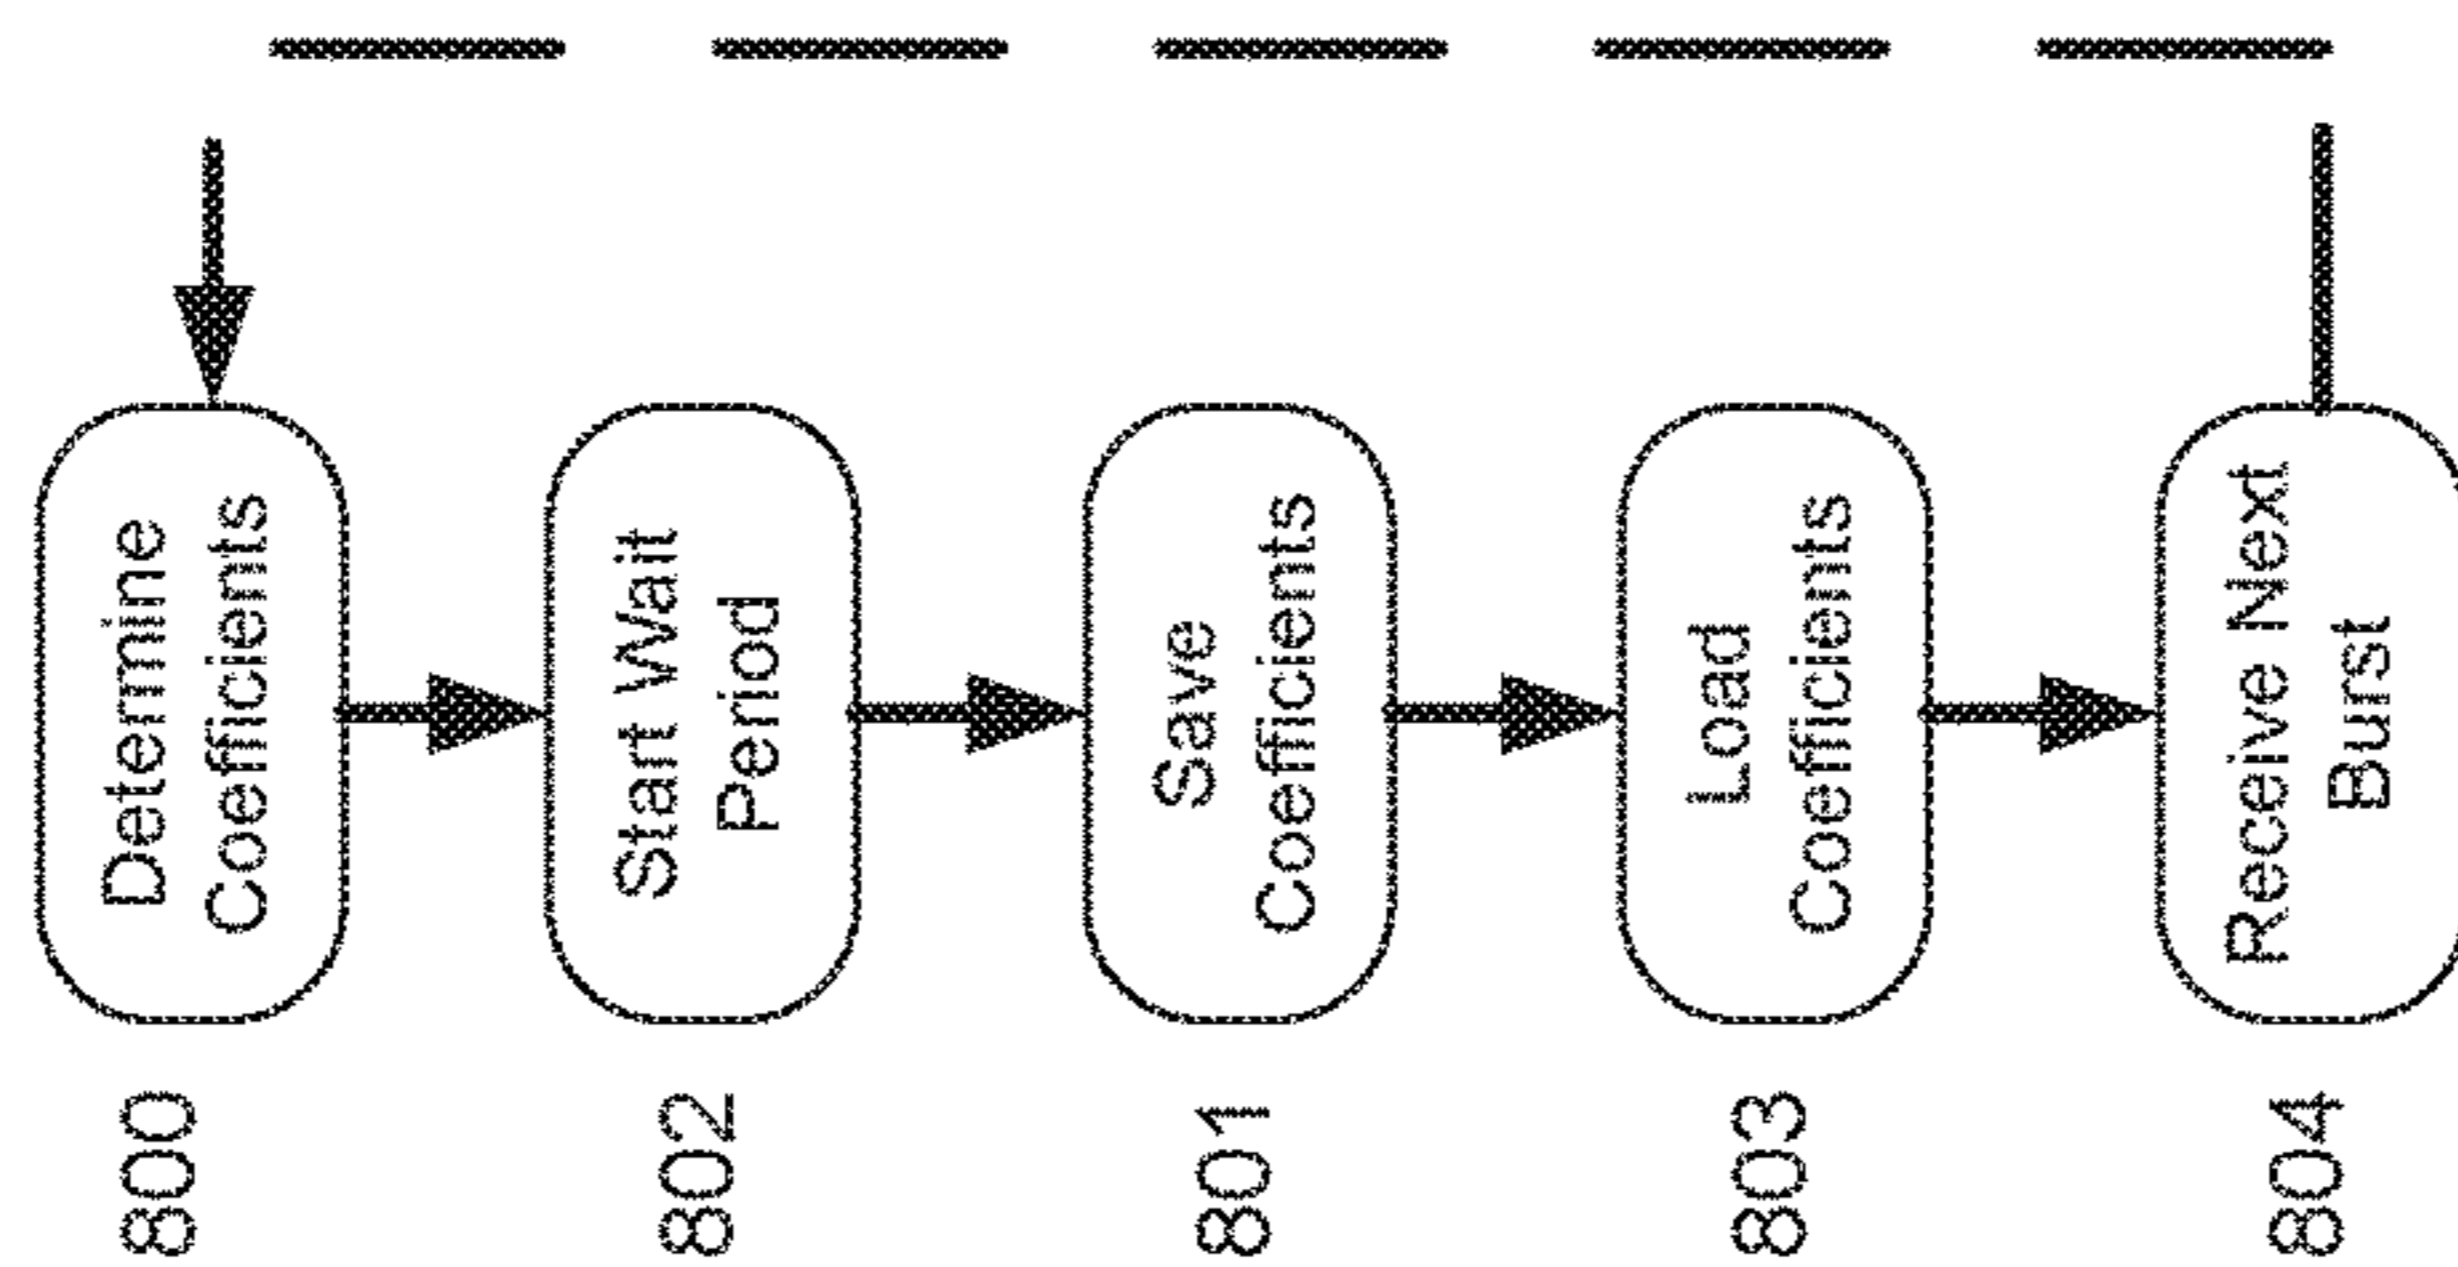 800
Determine
Coefficients
802
Start Wait
Period
801
Save
Coefficients
803
Load
Coefficients
804
Receive Next
Burst